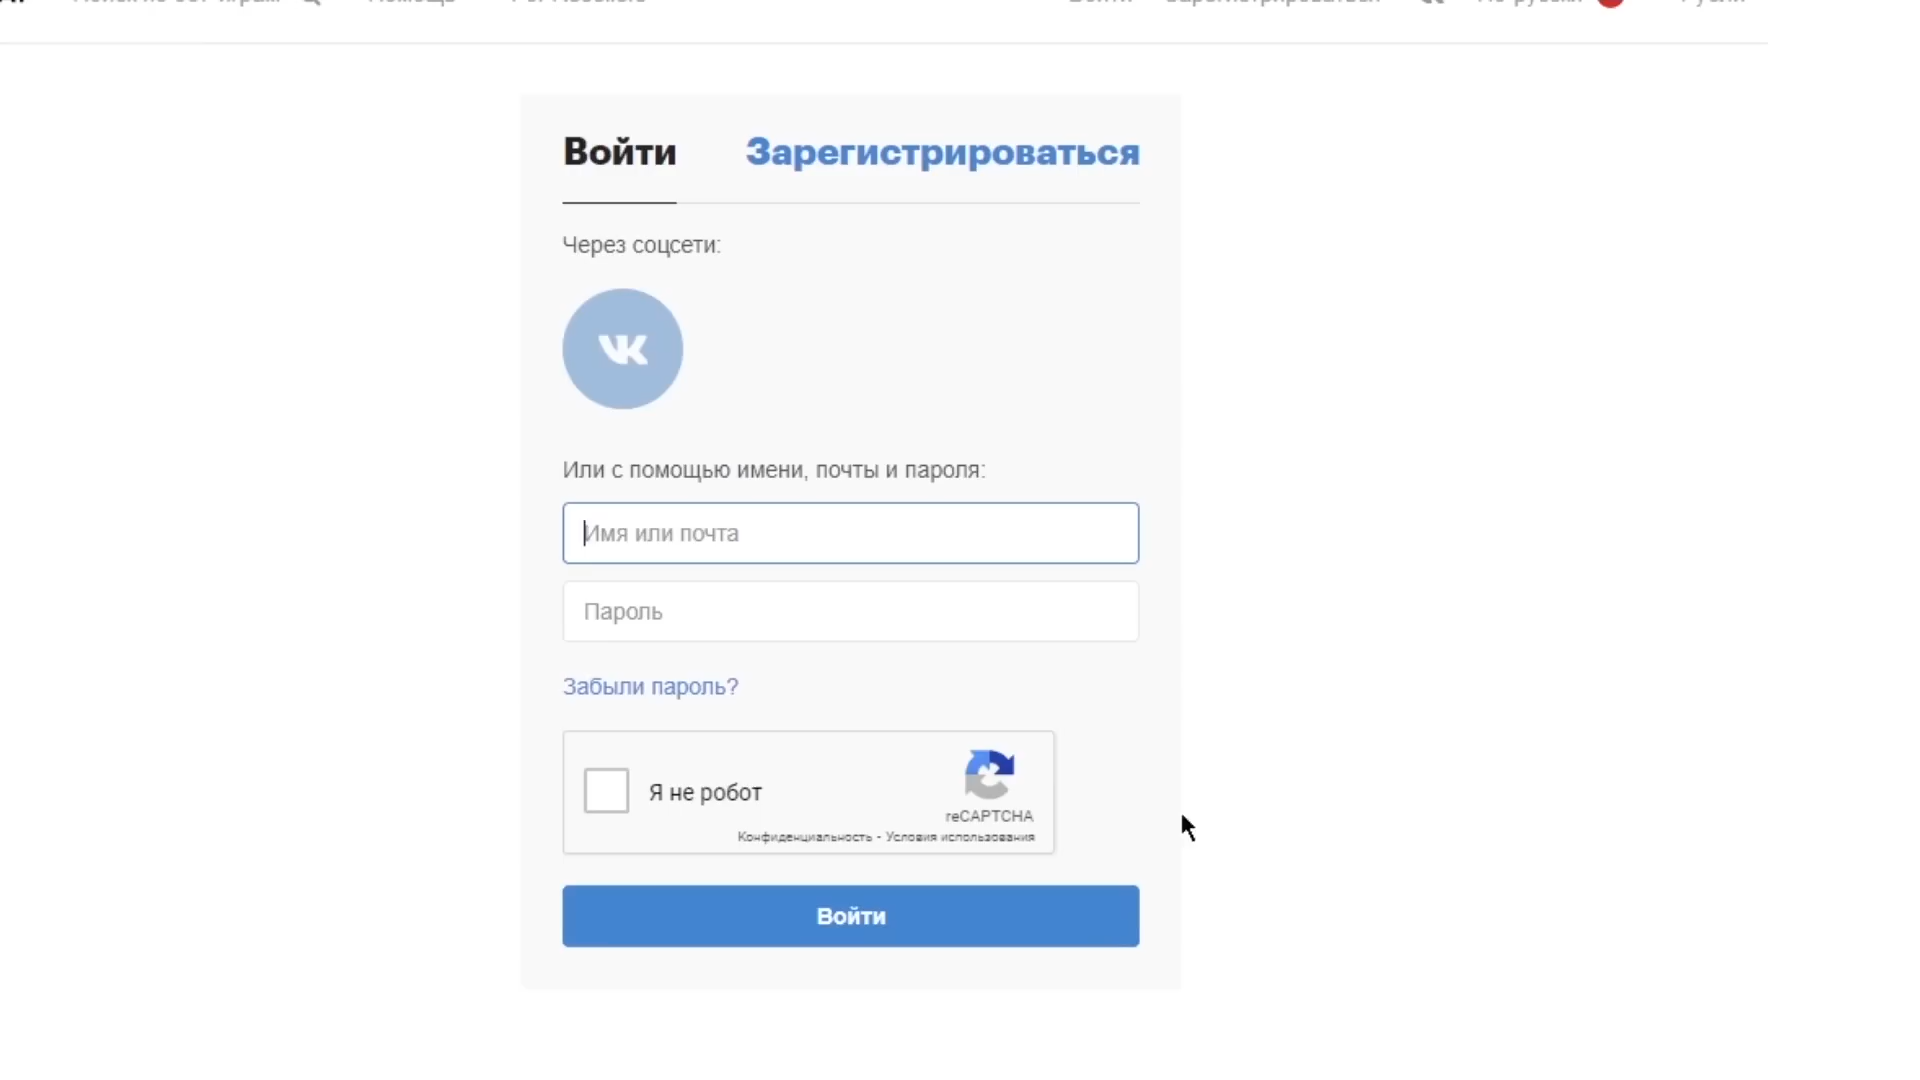 Войти Зарегистрироваться
Через соцсети:
Или с помощью имени, почты и пароля:
Имя или почта
Пароль
Забыли пароль?
Я не робот
reCAPTCHA
Конфиденциальность - Условия использования
Войти